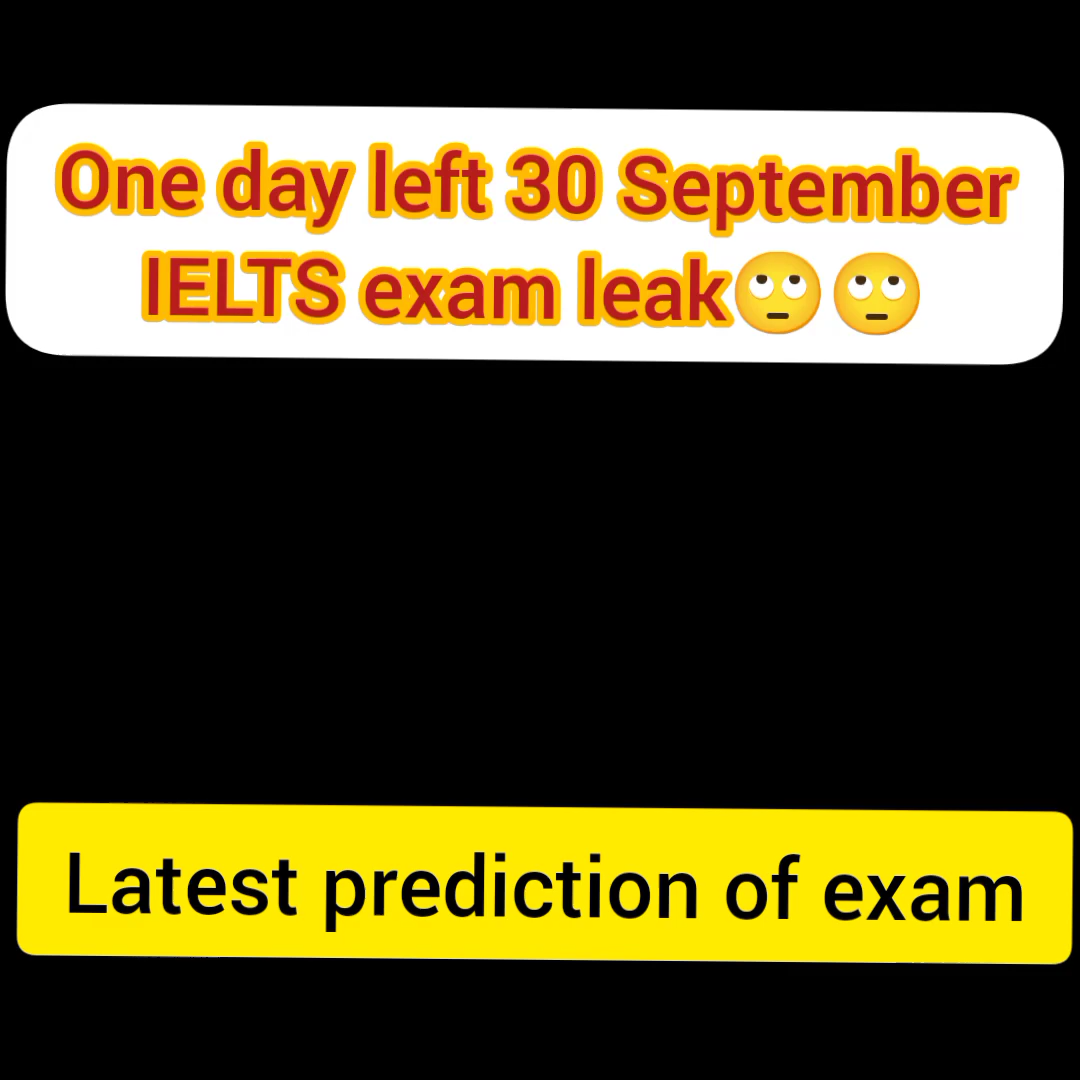 One day left 30 September
IELTS exam leak🙄🙄
Latest prediction of exam